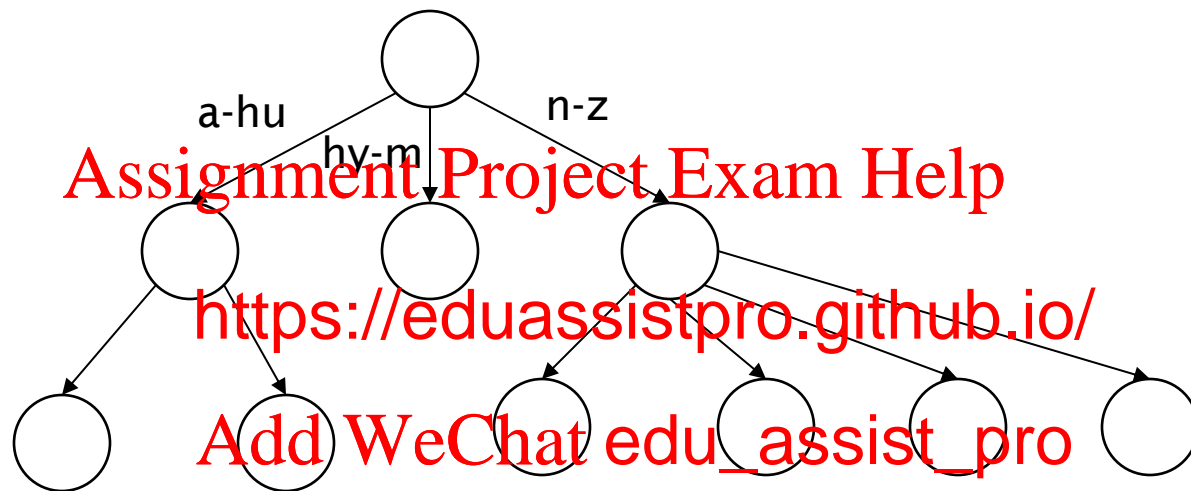 a-hu
n-z
hy-m
Assignment Project Exam Help
https://eduassistpro.github.io/
Add WeChat edu_assist_pro